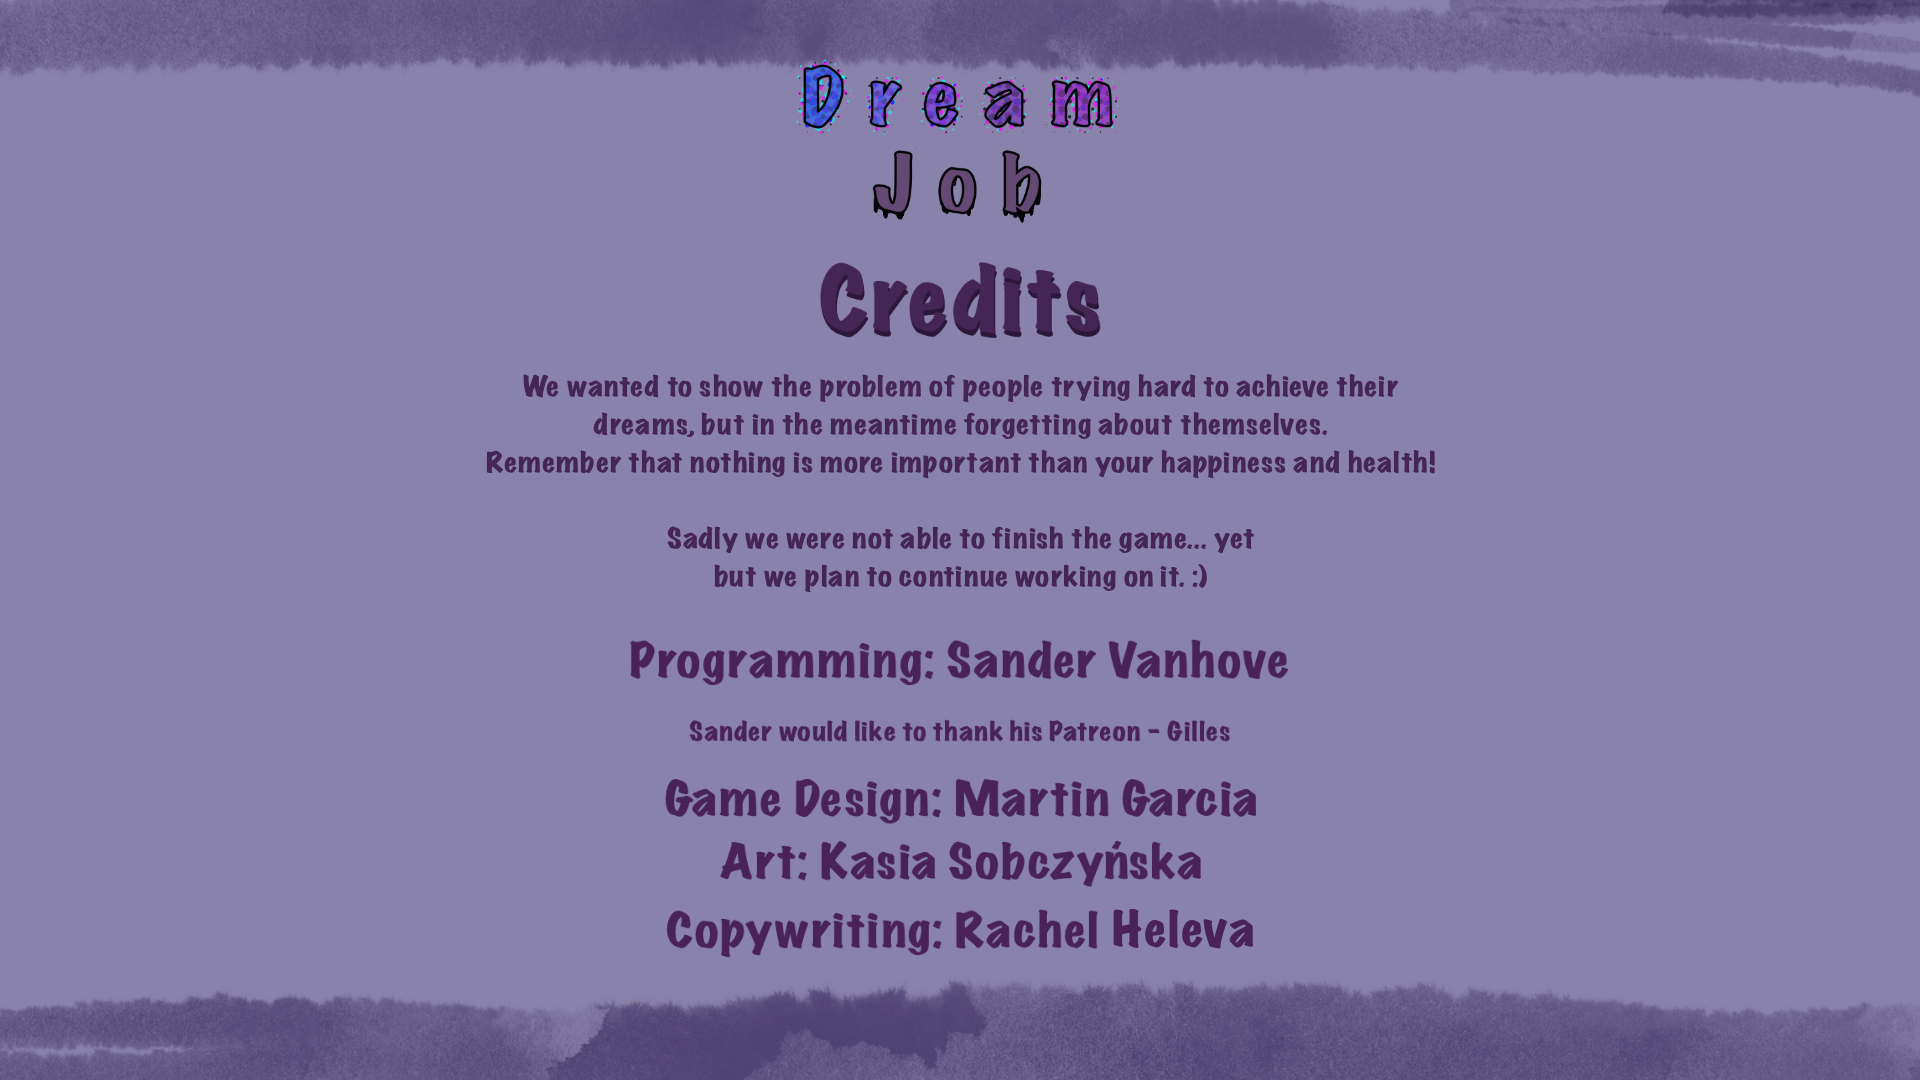 Dream
Job
Credits
We wanted to show the problem of people trying hard to achieve their
dreams, but in the meantime forgetting about themselves.
Remember that nothing is more important than your happiness and health!
Sadly we were not able to finish the game... yet
but we plan to continue working on it. :)
Programming: Sander Vanhove
Sander would like to thank his Patreon - Gilles
Game Design: Martin Garcia
Art: Kasia Sobczyńska
Copywriting: Rachel Heleva